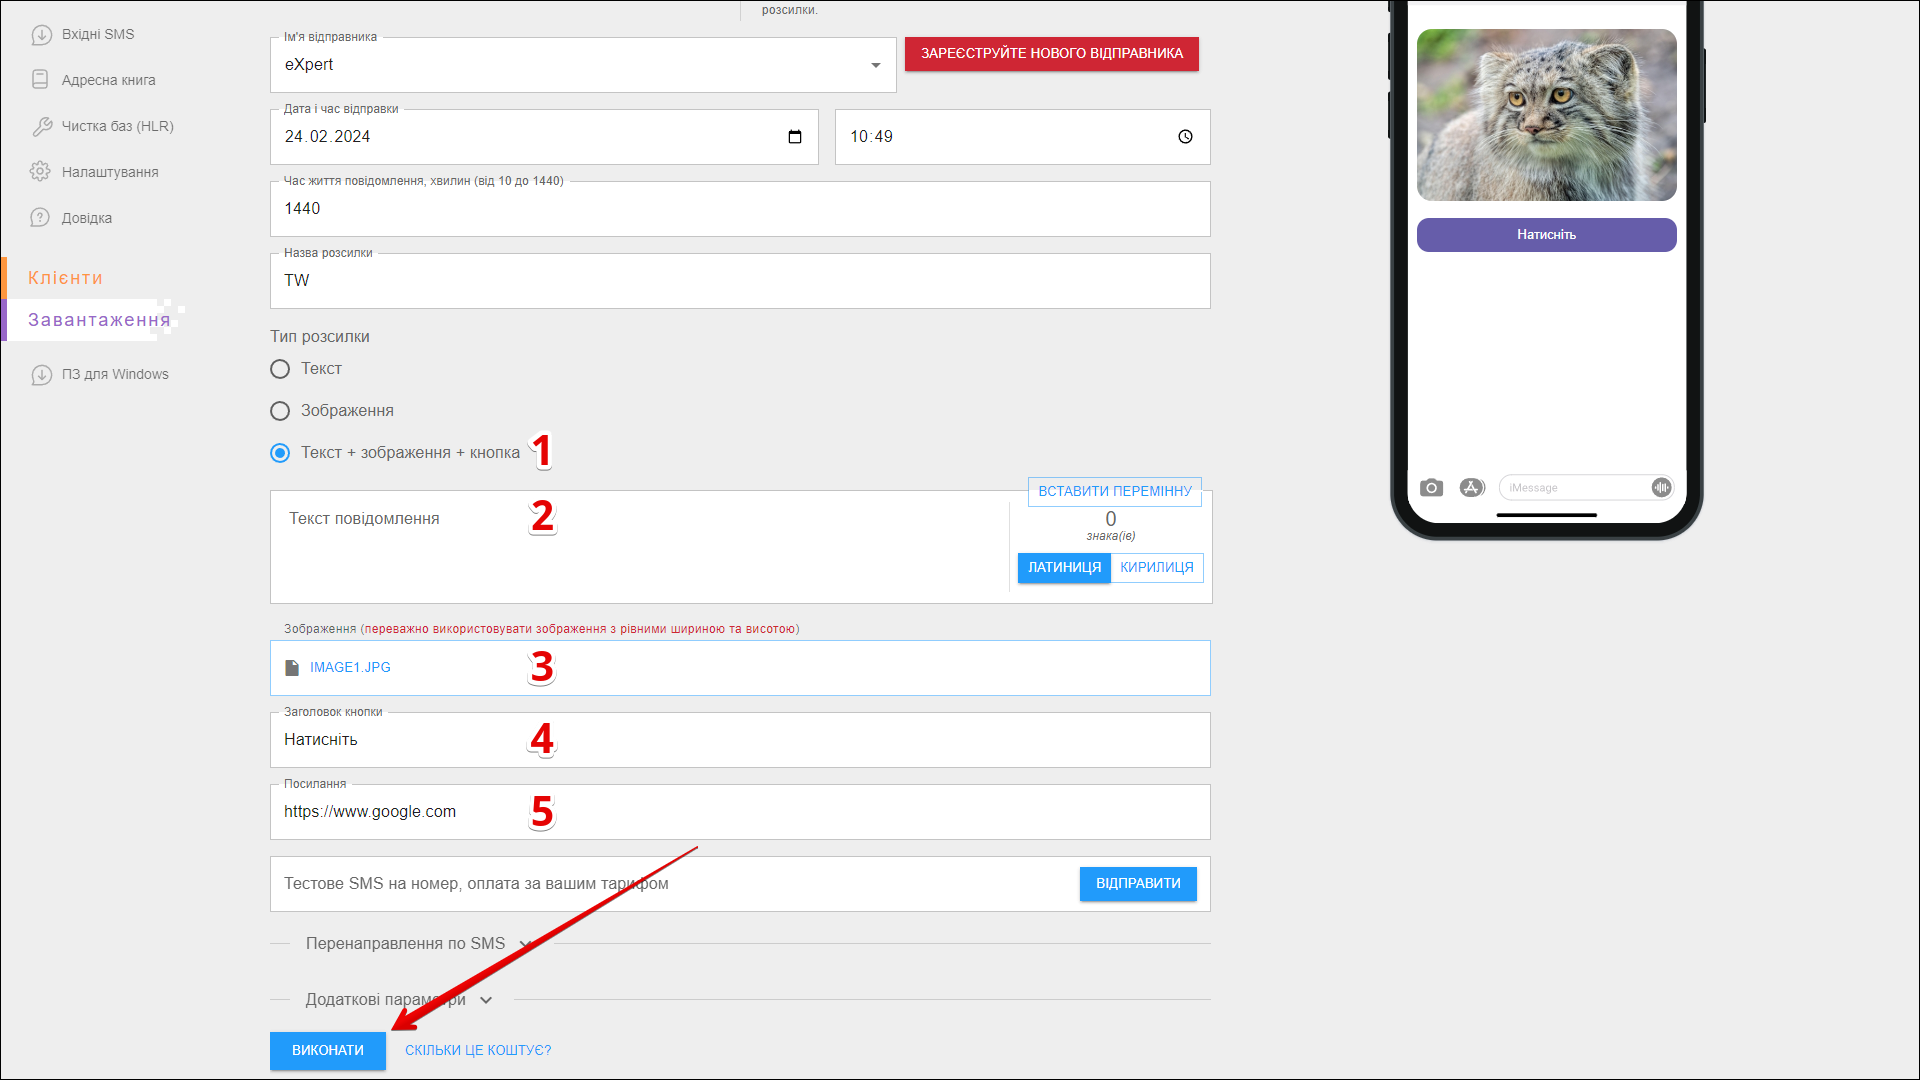 розсилки.
Вхідні SMS
Адресна книга
Чистка баз (HLR)
Налаштування
Довідка
Клієнти
Завантаження
ПЗ для Windows
Ім'я відправника
eXpert
ЗАРЕЄСТРУЙТЕ НОВОГО ВІДПРАВНИКА
Дата і час відправки
24.02.2024
10:49
Час життя повідомлення, хвилин (від 10 до 1440)
1440
Назва розсилки
TW
Тип розсилки
Текст
Зображення
Текст + зображення + кнопка
1
ВСТАВИТИ ПЕРЕМІННУ
Текст повідомлення
2
0
знака(ів)
ЛАТИНИЦЯ
КИРИЛИЦЯ
Зображення (переважно використовувати зображення з рівними шириною та висотою)
IMAGE1.JPG
3
Заголовок кнопки
Натисніть
4
Посилання
https://www.google.com
5
Тестове SMS на номер, оплата за вашим тарифом
ВІДПРАВИТИ
Перенаправлення по SMS
Додаткові параметри
ВИКОНАТИ
СКІЛЬКИ ЦЕ КОШТУЄ?
Натисніть
iMessage